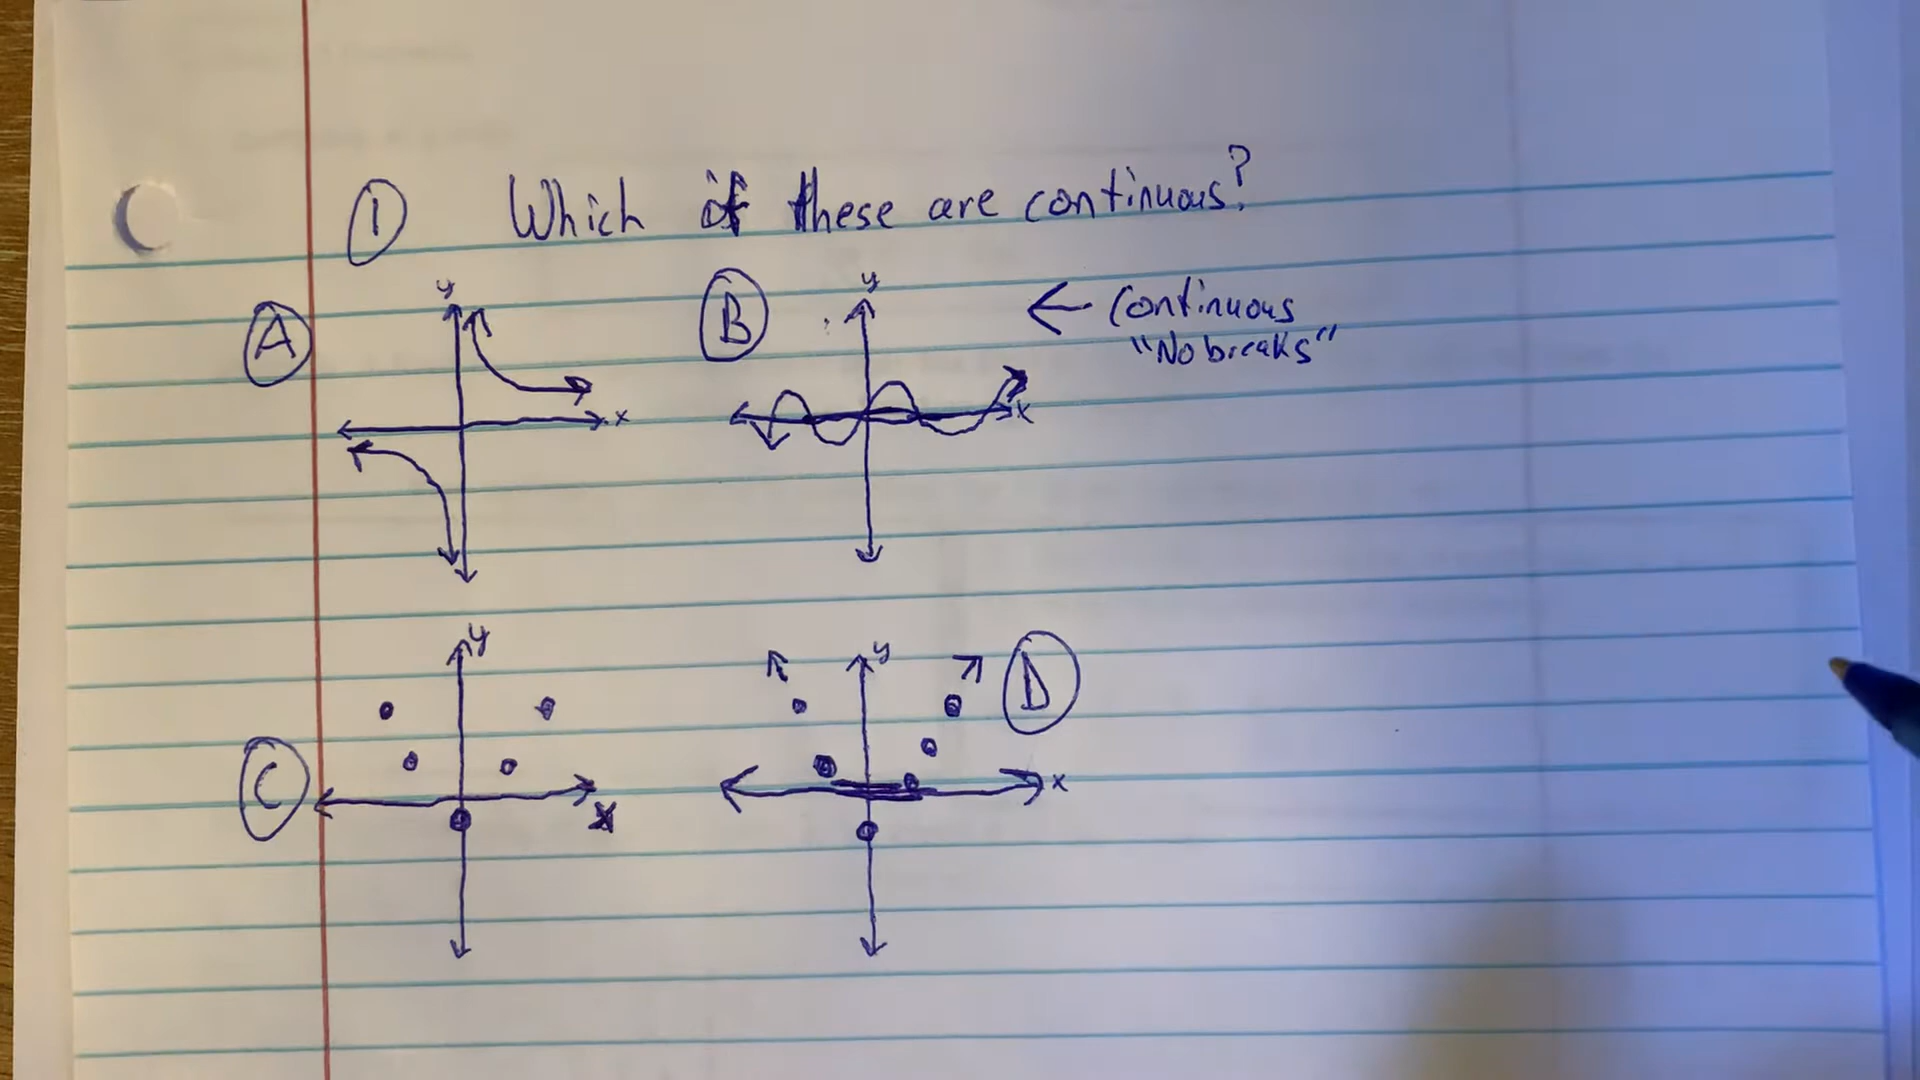 ① Which of these are continuous?
A y x
B y x
← Continuous
"No breaks"
C y x
y x D